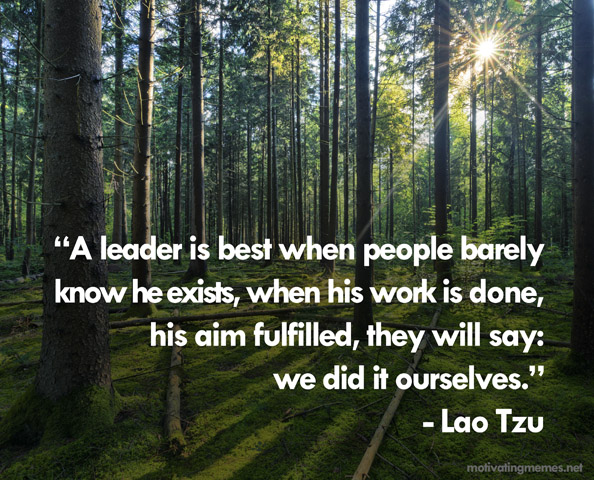 “A leader is best when people barely
know he exists, when his work is done,
his aim fulfilled, they will say:
we did it ourselves.”
- Lao Tzu
motivatingmemes.net